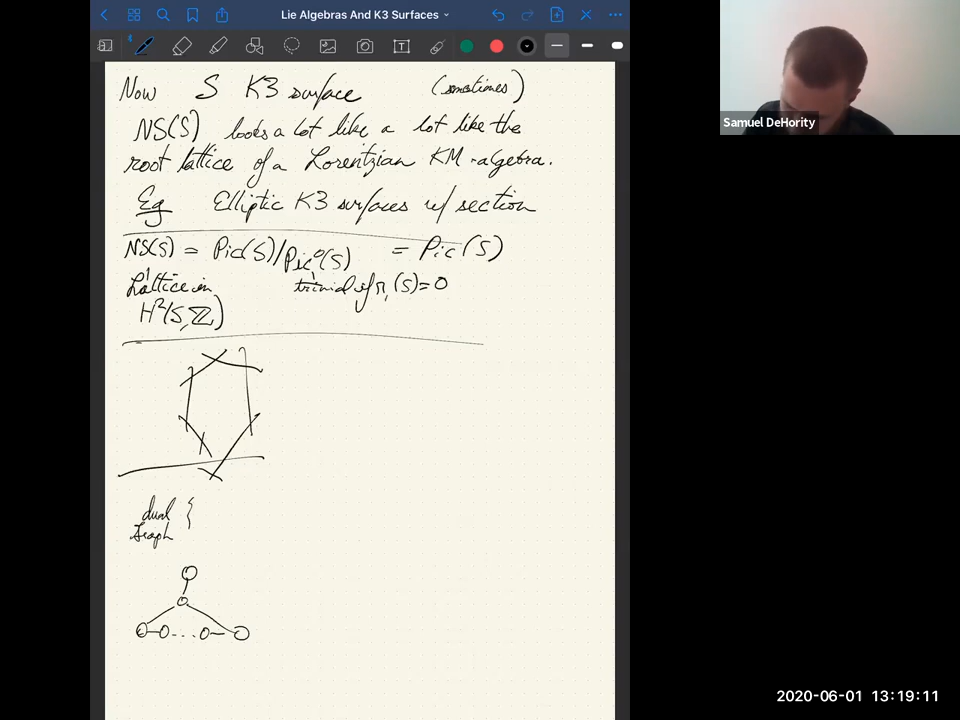 Lie Algebras And K3 Surfaces
Now S K3 surface (sometimes)
NS(S) looks a lot like a lot like the
root lattice of a Lorentzian KM-algebra.
Eg Elliptic K3 surfaces w/ section
NS(S) = Pic(S)/Pic⁰(S) = Pic(S)
Lattice in trivial if π₁(S)=0
H²(S,ℤ)
dual
graph
Samuel DeHority
2020-06-01 13:19:11